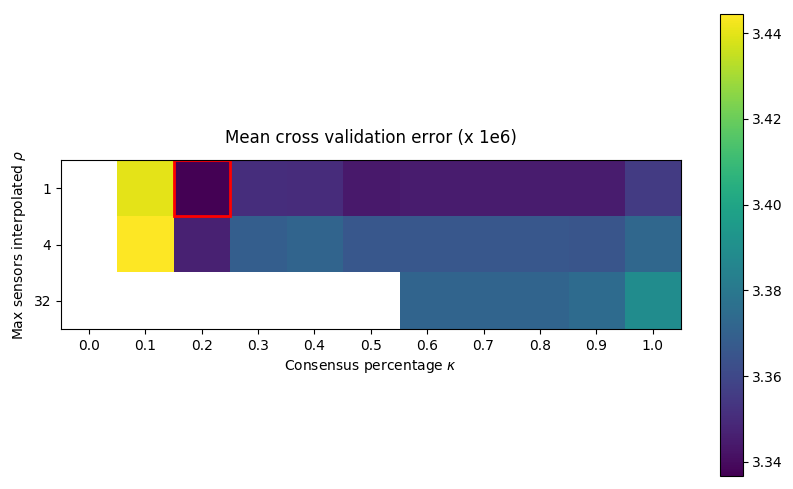 Mean cross validation error (x 1e6)
Max sensors interpolated ρ
1
4
32
0.0 0.1 0.2 0.3 0.4 0.5 0.6 0.7 0.8 0.9 1.0
Consensus percentage κ
3.44
3.42
3.40
3.38
3.36
3.34